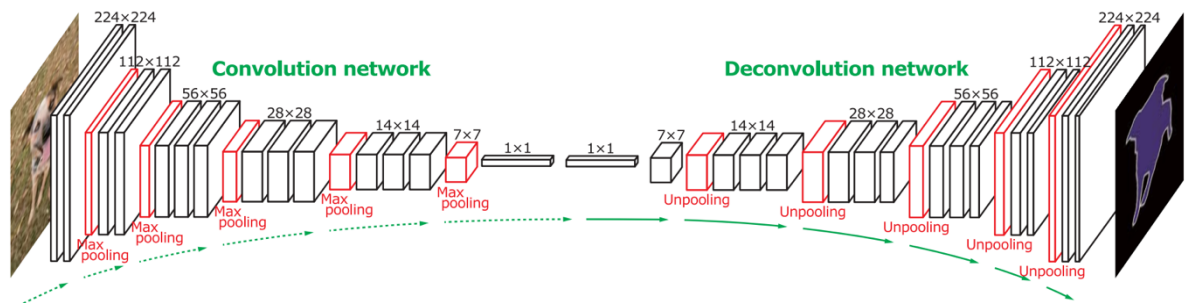 224×224
112×112
Convolution network
56×56
28×28
14×14
7×7
1×1
1×1
Max
pooling
Max
pooling
Max
pooling
Max
pooling
Max
pooling
Deconvolution network
7×7
14×14
28×28
56×56
112×112
224×224
Unpooling
Unpooling
Unpooling
Unpooling
Unpooling